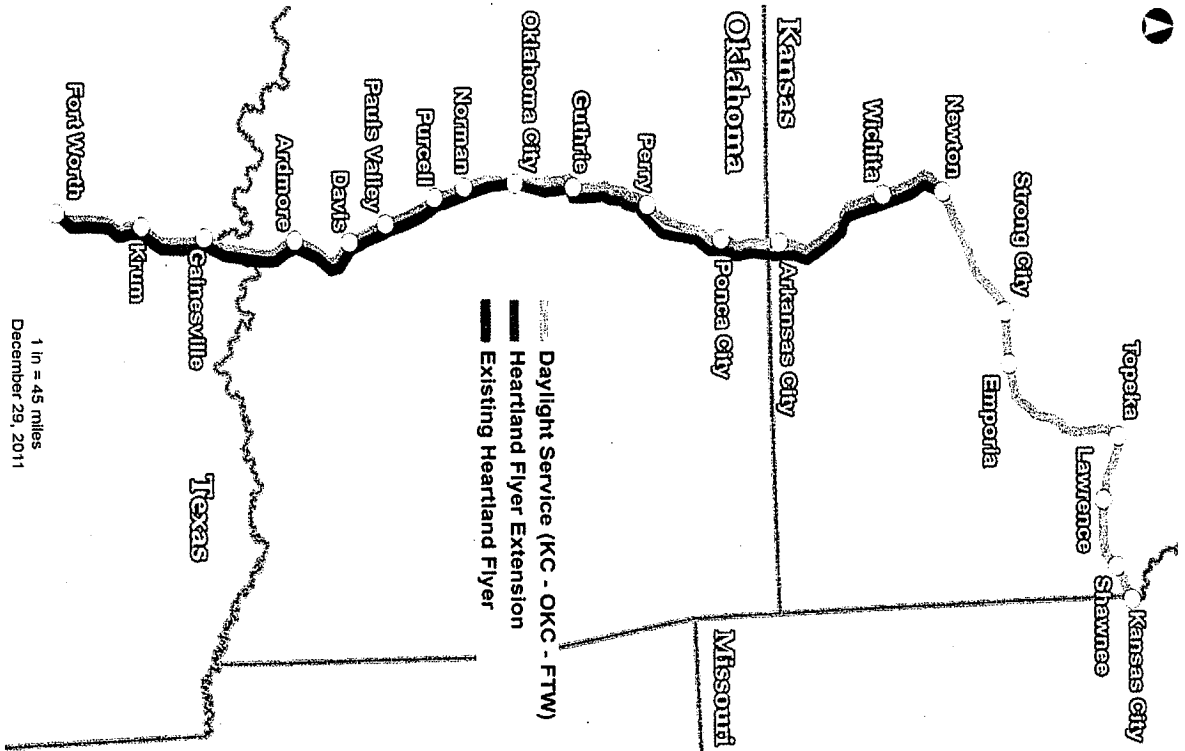 Kansas City
Topeka
Shawnee
Lawrence
Strong City
Emporia
Newton
Wichita
Kansas
Arkansas City
Oklahoma
Missouri
Ponca City
Perry
Guthrie
Oklahoma City
Daylight Service (KC - OKC - FTW)
Heartland Flyer Extension
Existing Heartland Flyer
Norman
Purcell
Pauls Valley
Davis
Ardmore
Texas
Gainesville
Krum
Fort Worth
1 in = 45 miles
December 29, 2011